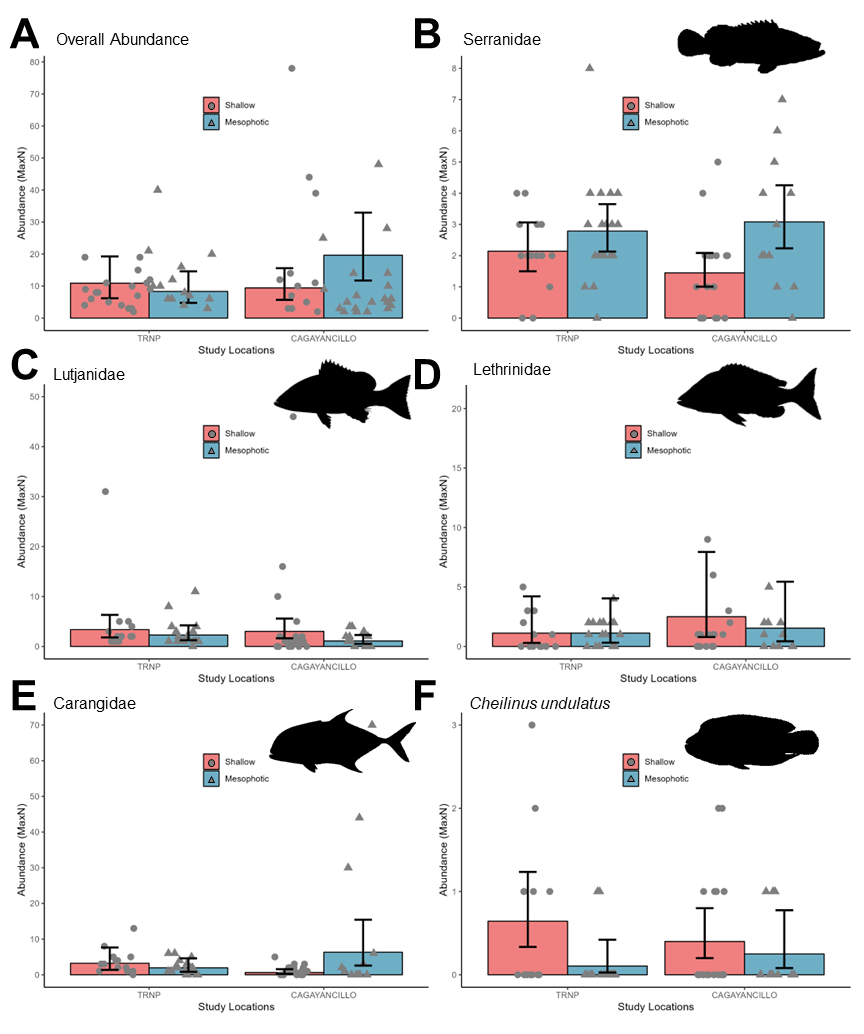 A Overall Abundance
80
70
60
50
40
30
20
10
0
Abundance (MaxN)
Shallow
Mesophotic
TRNP CAGAYANCILLO
Study Locations
B Serranidae
8
7
6
5
4
3
2
1
0
Abundance (MaxN)
Shallow
Mesophotic
TRNP CAGAYANCILLO
Study Locations
C Lutjanidae
50
40
30
20
10
0
Abundance (MaxN)
Shallow
Mesophotic
TRNP CAGAYANCILLO
Study Locations
D Lethrinidae
20
15
10
5
0
Abundance (MaxN)
Shallow
Mesophotic
TRNP CAGAYANCILLO
Study Locations
E Carangidae
70
60
50
40
30
20
10
0
Abundance (MaxN)
Shallow
Mesophotic
TRNP CAGAYANCILLO
Study Locations
F Cheilinus undulatus
3
2
1
0
Abundance (MaxN)
Shallow
Mesophotic
TRNP CAGAYANCILLO
Study Locations